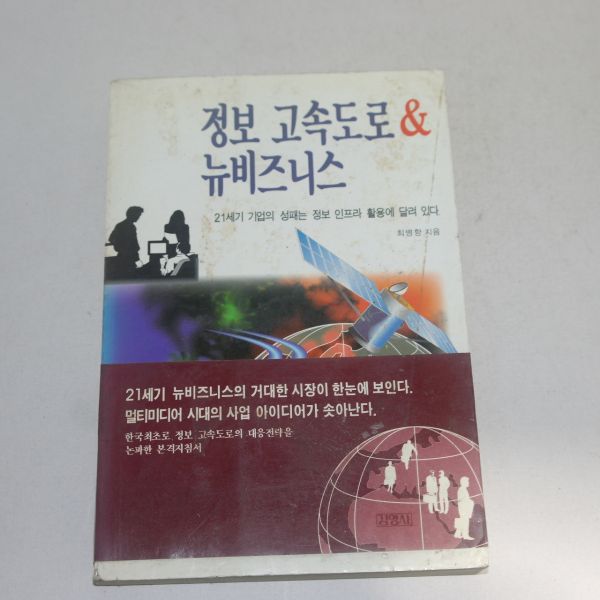 정보 고속도로 &
뉴비즈니스
21세기 기업의 성패는 정보 인프라 활용에 달려 있다
최병항 지음
21세기 뉴비즈니스의 거대한 시장이 한눈에 보인다.
멀티미디어 시대의 사업 아이디어가 솟아난다.
한국최초로 정보 고속도로의 대응전략을
논파한 본격지침서
김영사